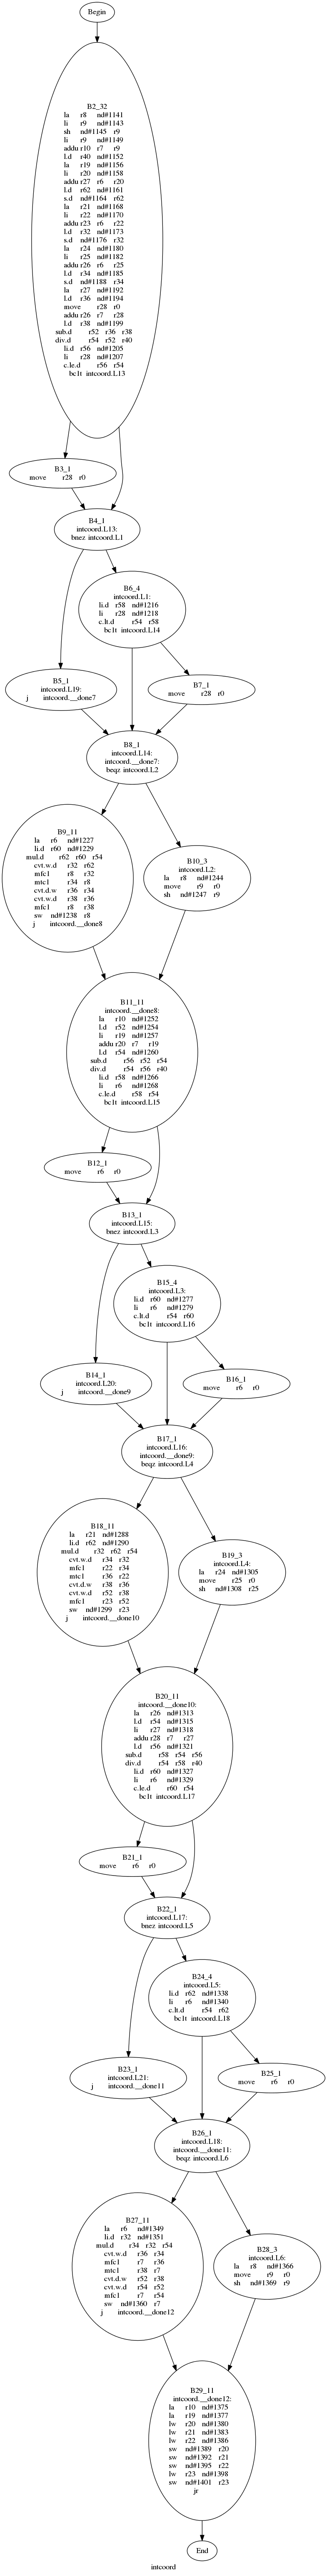 Begin
B2_32
la r8 nd#1141
li r9 nd#1143
sh nd#1145 r9
li r9 nd#1149
addu r10 r7 r9
l.d r40 nd#1152
la r19 nd#1156
li r20 nd#1158
addu r27 r6 r20
l.d r62 nd#1161
s.d nd#1164 r62
la r21 nd#1168
li r22 nd#1170
addu r23 r6 r22
l.d r32 nd#1173
s.d nd#1176 r32
la r24 nd#1180
li r25 nd#1182
addu r26 r6 r25
l.d r34 nd#1185
s.d nd#1188 r34
la r27 nd#1192
l.d r36 nd#1194
move r28 r0
addu r26 r7 r28
l.d r38 nd#1199
sub.d r52 r36 r38
div.d r54 r52 r40
li.d r56 nd#1205
li r28 nd#1207
c.le.d r56 r54
bc1t intcoord.L13
B3_1
move r28 r0
B4_1
intcoord.L13:
bnez intcoord.L1
B6_4
intcoord.L1:
li.d r58 nd#1216
li r28 nd#1218
c.lt.d r54 r58
bc1t intcoord.L14
B5_1
intcoord.L19:
j intcoord.__done7
B7_1
move r28 r0
B8_1
intcoord.L14:
intcoord.__done7:
beqz intcoord.L2
B9_11
la r6 nd#1227
li.d r60 nd#1229
mul.d r62 r60 r54
cvt.w.d r32 r62
mfc1 r8 r32
mtc1 r34 r8
cvt.d.w r36 r34
cvt.w.d r38 r36
mfc1 r8 r38
sw nd#1238 r8
j intcoord.__done8
B10_3
intcoord.L2:
la r8 nd#1244
move r9 r0
sh nd#1247 r9
B11_11
intcoord.__done8:
la r10 nd#1252
l.d r52 nd#1254
li r19 nd#1257
addu r20 r7 r19
l.d r54 nd#1260
sub.d r56 r52 r54
div.d r54 r56 r40
li.d r58 nd#1266
li r6 nd#1268
c.le.d r58 r54
bc1t intcoord.L15
B12_1
move r6 r0
B13_1
intcoord.L15:
bnez intcoord.L3
B15_4
intcoord.L3:
li.d r60 nd#1277
li r6 nd#1279
c.lt.d r54 r60
bc1t intcoord.L16
B14_1
intcoord.L20:
j intcoord.__done9
B16_1
move r6 r0
B17_1
intcoord.L16:
intcoord.__done9:
beqz intcoord.L4
B18_11
la r21 nd#1288
li.d r62 nd#1290
mul.d r32 r62 r54
cvt.w.d r34 r32
mfc1 r22 r34
mtc1 r36 r22
cvt.d.w r38 r36
cvt.w.d r52 r38
mfc1 r23 r52
sw nd#1299 r23
j intcoord.__done10
B19_3
intcoord.L4:
la r24 nd#1305
move r25 r0
sh nd#1308 r25
B20_11
intcoord.__done10:
la r26 nd#1313
l.d r54 nd#1315
li r27 nd#1318
addu r28 r7 r27
l.d r56 nd#1321
sub.d r58 r54 r56
div.d r54 r58 r40
li.d r60 nd#1327
li r6 nd#1329
c.le.d r60 r54
bc1t intcoord.L17
B21_1
move r6 r0
B22_1
intcoord.L17:
bnez intcoord.L5
B24_4
intcoord.L5:
li.d r62 nd#1338
li r6 nd#1340
c.lt.d r54 r62
bc1t intcoord.L18
B23_1
intcoord.L21:
j intcoord.__done11
B25_1
move r6 r0
B26_1
intcoord.L18:
intcoord.__done11:
beqz intcoord.L6
B27_11
la r6 nd#1349
li.d r32 nd#1351
mul.d r34 r32 r54
cvt.w.d r36 r34
mfc1 r7 r36
mtc1 r38 r7
cvt.d.w r52 r38
cvt.w.d r54 r52
mfc1 r7 r54
sw nd#1360 r7
j intcoord.__done12
B28_3
intcoord.L6:
la r8 nd#1366
move r9 r0
sh nd#1369 r9
B29_11
intcoord.__done12:
la r10 nd#1375
la r19 nd#1377
lw r20 nd#1380
lw r21 nd#1383
lw r22 nd#1386
sw nd#1389 r20
sw nd#1392 r21
sw nd#1395 r22
lw r23 nd#1398
sw nd#1401 r23
jr
End
intcoord